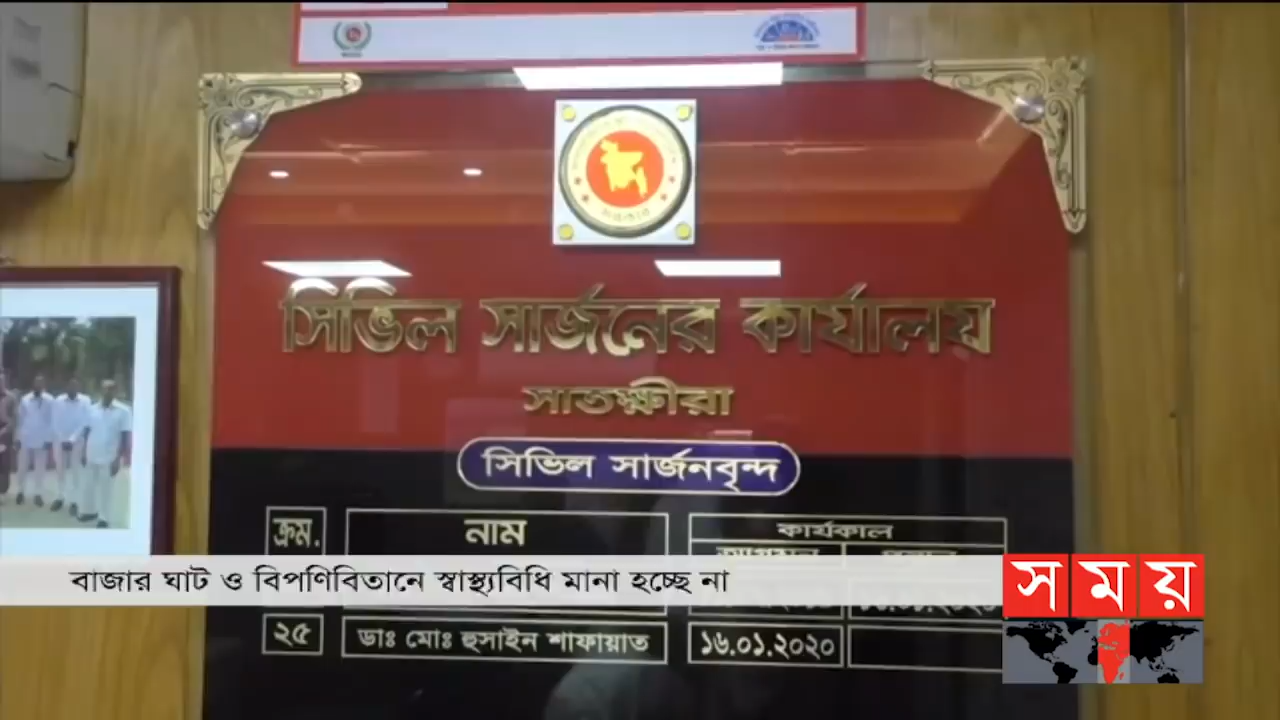 সিভিল সার্জনের কার্যালয়
সাতক্ষীরা
সিভিল সার্জনবৃন্দ
ক্রম. নাম কার্যকাল
বাজার ঘাট ও বিপণিবিতানে স্বাস্থ্যবিধি মানা হচ্ছে না
সময়
২৫ ডাঃ মোঃ হুসাইন শাফায়াত ১৬.০১.২০২০